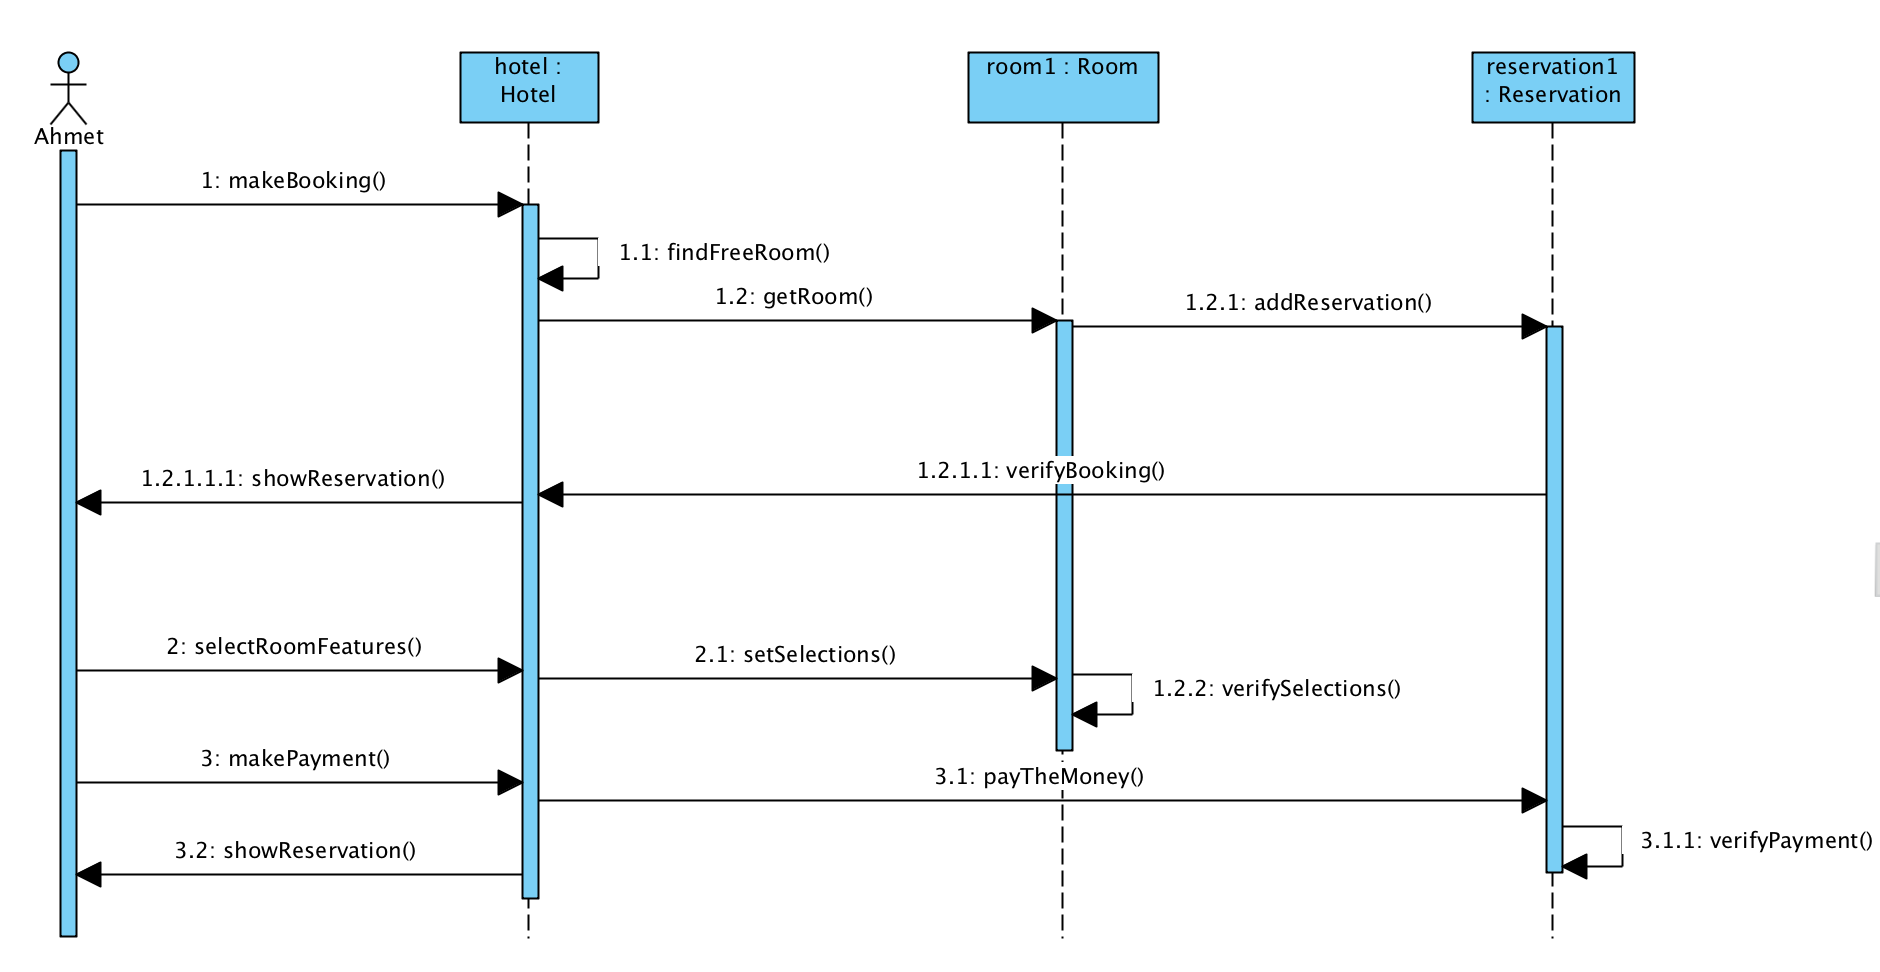 Ahmet
hotel :
Hotel
room1 : Room
reservation1
: Reservation
1: makeBooking()
1.1: findFreeRoom()
1.2: getRoom()
1.2.1: addReservation()
1.2.1.1: verifyBooking()
1.2.1.1.1: showReservation()
2: selectRoomFeatures()
2.1: setSelections()
1.2.2: verifySelections()
3: makePayment()
3.1: payTheMoney()
3.1.1: verifyPayment()
3.2: showReservation()